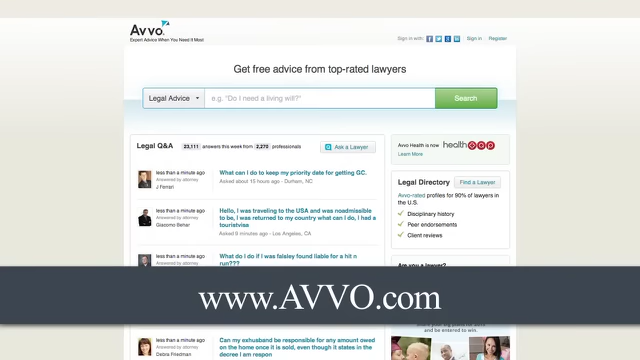 Avvo.
Expert Advice When You Need It Most
Sign in with:
Sign in
Register
Get free advice from top-rated lawyers
Legal Advice
e.g. "Do I need a living will?"
Search
Legal Q&A 33,111 answers this week from 2,270 professionals
Ask a Lawyer
less than a minute ago
Answered by attorney
J Ferrari
What can I do to keep my priority date for getting GC.
Asked about 15 hours ago - Durham, NC
less than a minute ago
Answered by attorney
Giacomo Behar
Hello, I was traveling to the USA and was noedmissible
to be, i was returned to my country what can I do, i had a
touristvise
Asked 9 minutes ago - Los Angeles, CA
less than a minute ago
Answered by attorney
What do I do if I was falsley found liable for a hit n
run???
less than a minute ago
Answered by attorney
Debra Friedman
Can my exhusband be responsible for any amount owed
on the home once it is sold, even though it states in the
decree I am respon
Avvo Health is now
Learn More
health
Legal Directory
Find a Lawyer
Avvo-rated profiles for 90% of lawyers
in the U.S.
Disciplinary history
Peer endorsements
Client reviews
Are you a lawyer?
www.AVVO.com
and be entered to win.